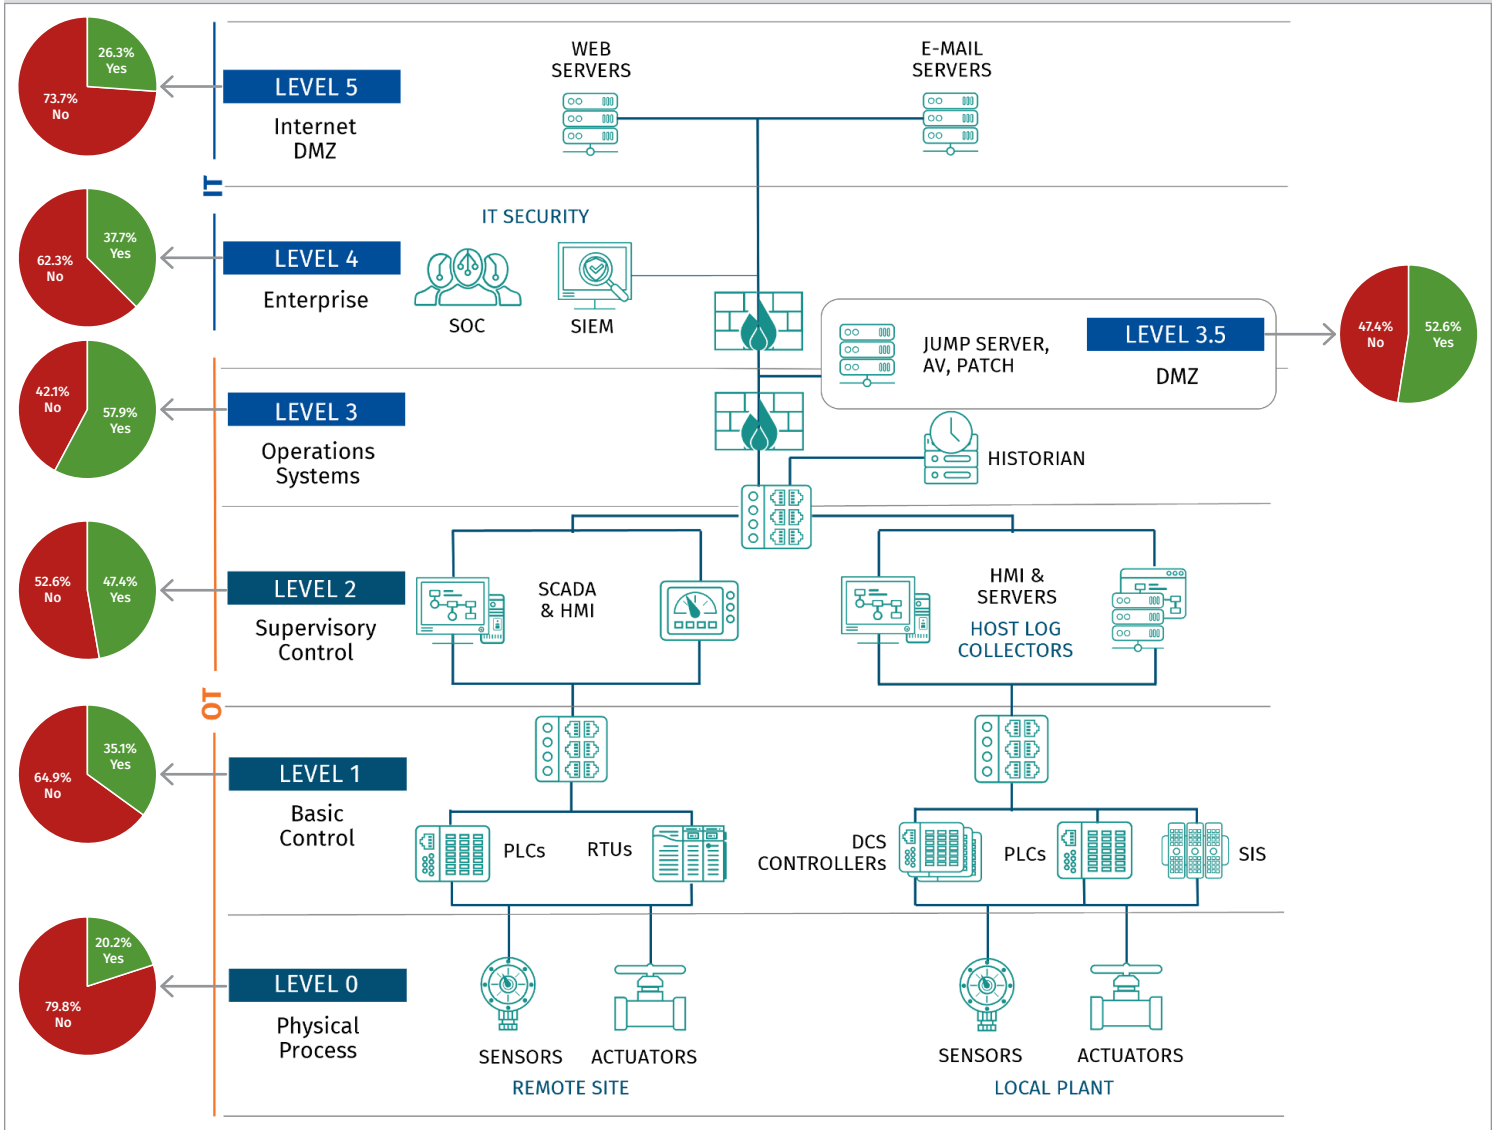 26.3%
Yes
73.7%
No
LEVEL 5
Internet
DMZ
WEB
SERVERS
E-MAIL
SERVERS
IT
37.7%
Yes
62.3%
No
LEVEL 4
Enterprise
IT SECURITY
SOC
SIEM
JUMP SERVER,
AV, PATCH
LEVEL 3.5
DMZ
47.4%
No
52.6%
Yes
42.1%
No
57.9%
Yes
LEVEL 3
Operations
Systems
HISTORIAN
52.6%
No
47.4%
Yes
LEVEL 2
Supervisory
Control
SCADA
& HMI
HMI &
SERVERS
HOST LOG
COLLECTORS
OT
35.1%
Yes
64.9%
No
LEVEL 1
Basic
Control
PLCs
RTUs
DCS
CONTROLLERs
PLCs
SIS
20.2%
Yes
79.8%
No
LEVEL 0
Physical
Process
SENSORS
ACTUATORS
REMOTE SITE
SENSORS
ACTUATORS
LOCAL PLANT